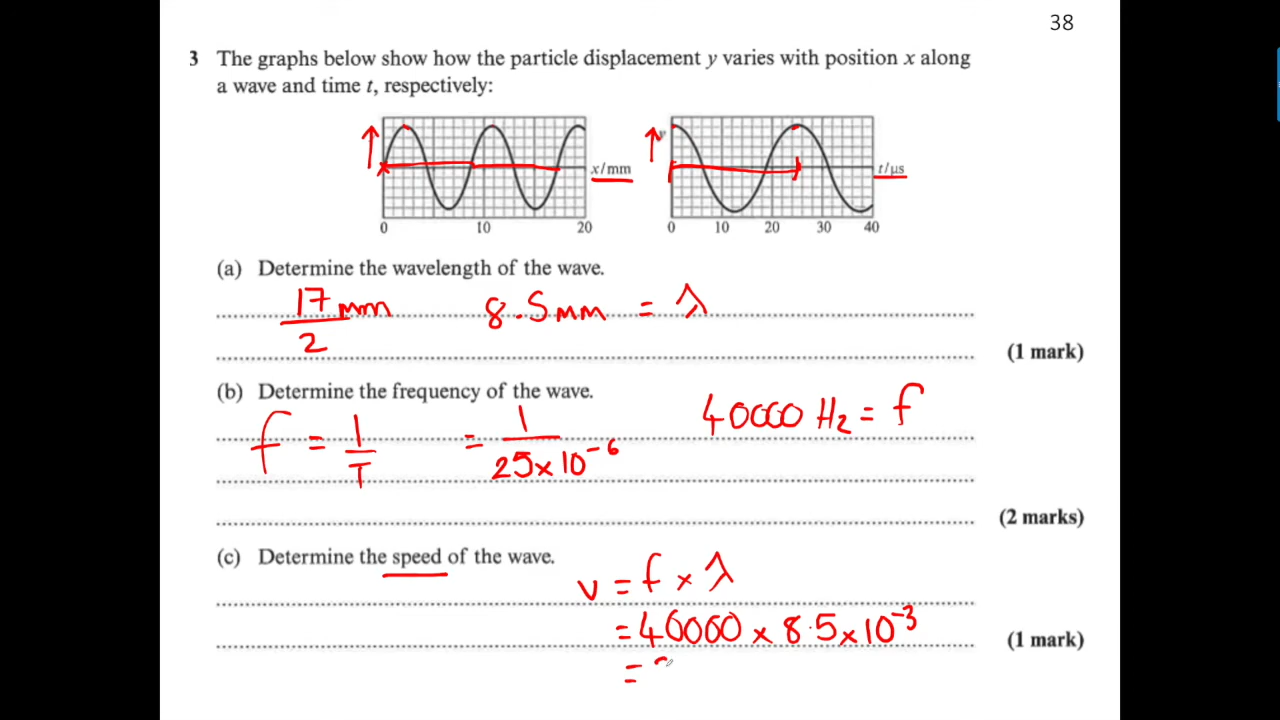 38
3 The graphs below show how the particle displacement y varies with position x along
a wave and time t, respectively:
y
x/mm
t/μs
0 10 20
0 10 20 30 40
(a) Determine the wavelength of the wave.
17 mm
2
8.5mm = λ
(1 mark)
(b) Determine the frequency of the wave.
f = 1/T = 1/25×10⁻⁶
40000 Hz = f
(2 marks)
(c) Determine the speed of the wave.
v = f × λ
= 40000 × 8.5×10⁻³
(1 mark)
=